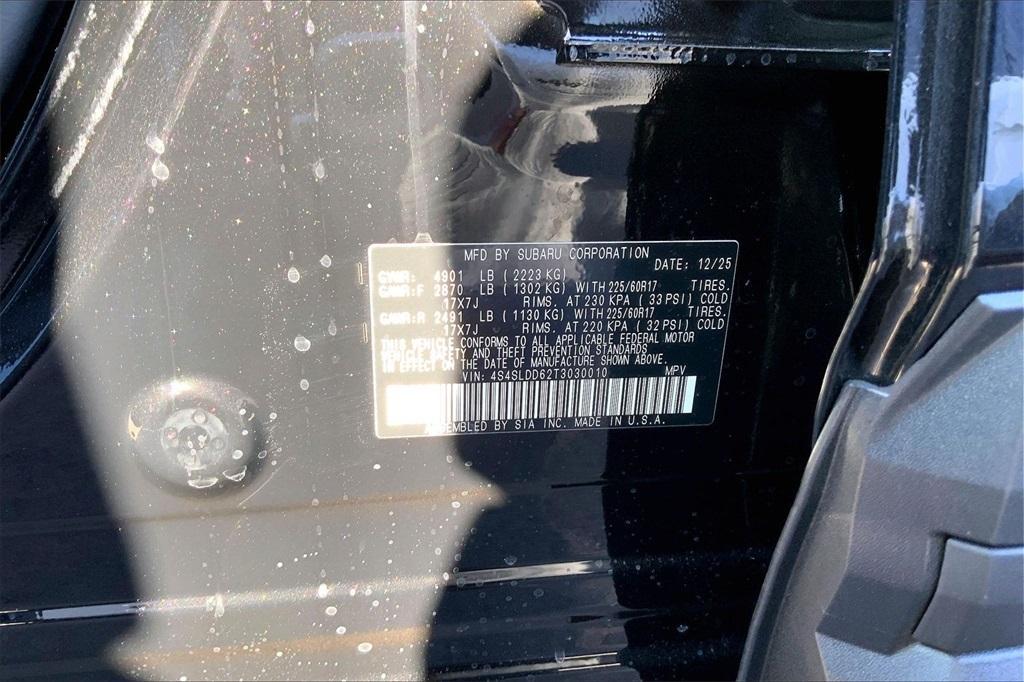 MFD BY SUBARU CORPORATION DATE: 12/25
GVWR: 4901 LB ( 2223 KG)
GAWR:F 2870 LB ( 1302 KG) WITH 225/60R17 TIRES.
17X7J RIMS. AT 230 KPA ( 33 PSI) COLD
GAWR:R 2491 LB ( 1130 KG) WITH 225/60R17 TIRES.
17X7J RIMS. AT 220 KPA ( 32 PSI) COLD
THIS VEHICLE CONFORMS TO ALL APPLICABLE FEDERAL MOTOR
VEHICLE SAFETY AND THEFT PREVENTION STANDARDS
IN EFFECT ON THE DATE OF MANUFACTURE SHOWN ABOVE.
VIN: 4S4SLDD62T3030010 MPV
ASSEMBLED BY SIA INC. MADE IN U.S.A.